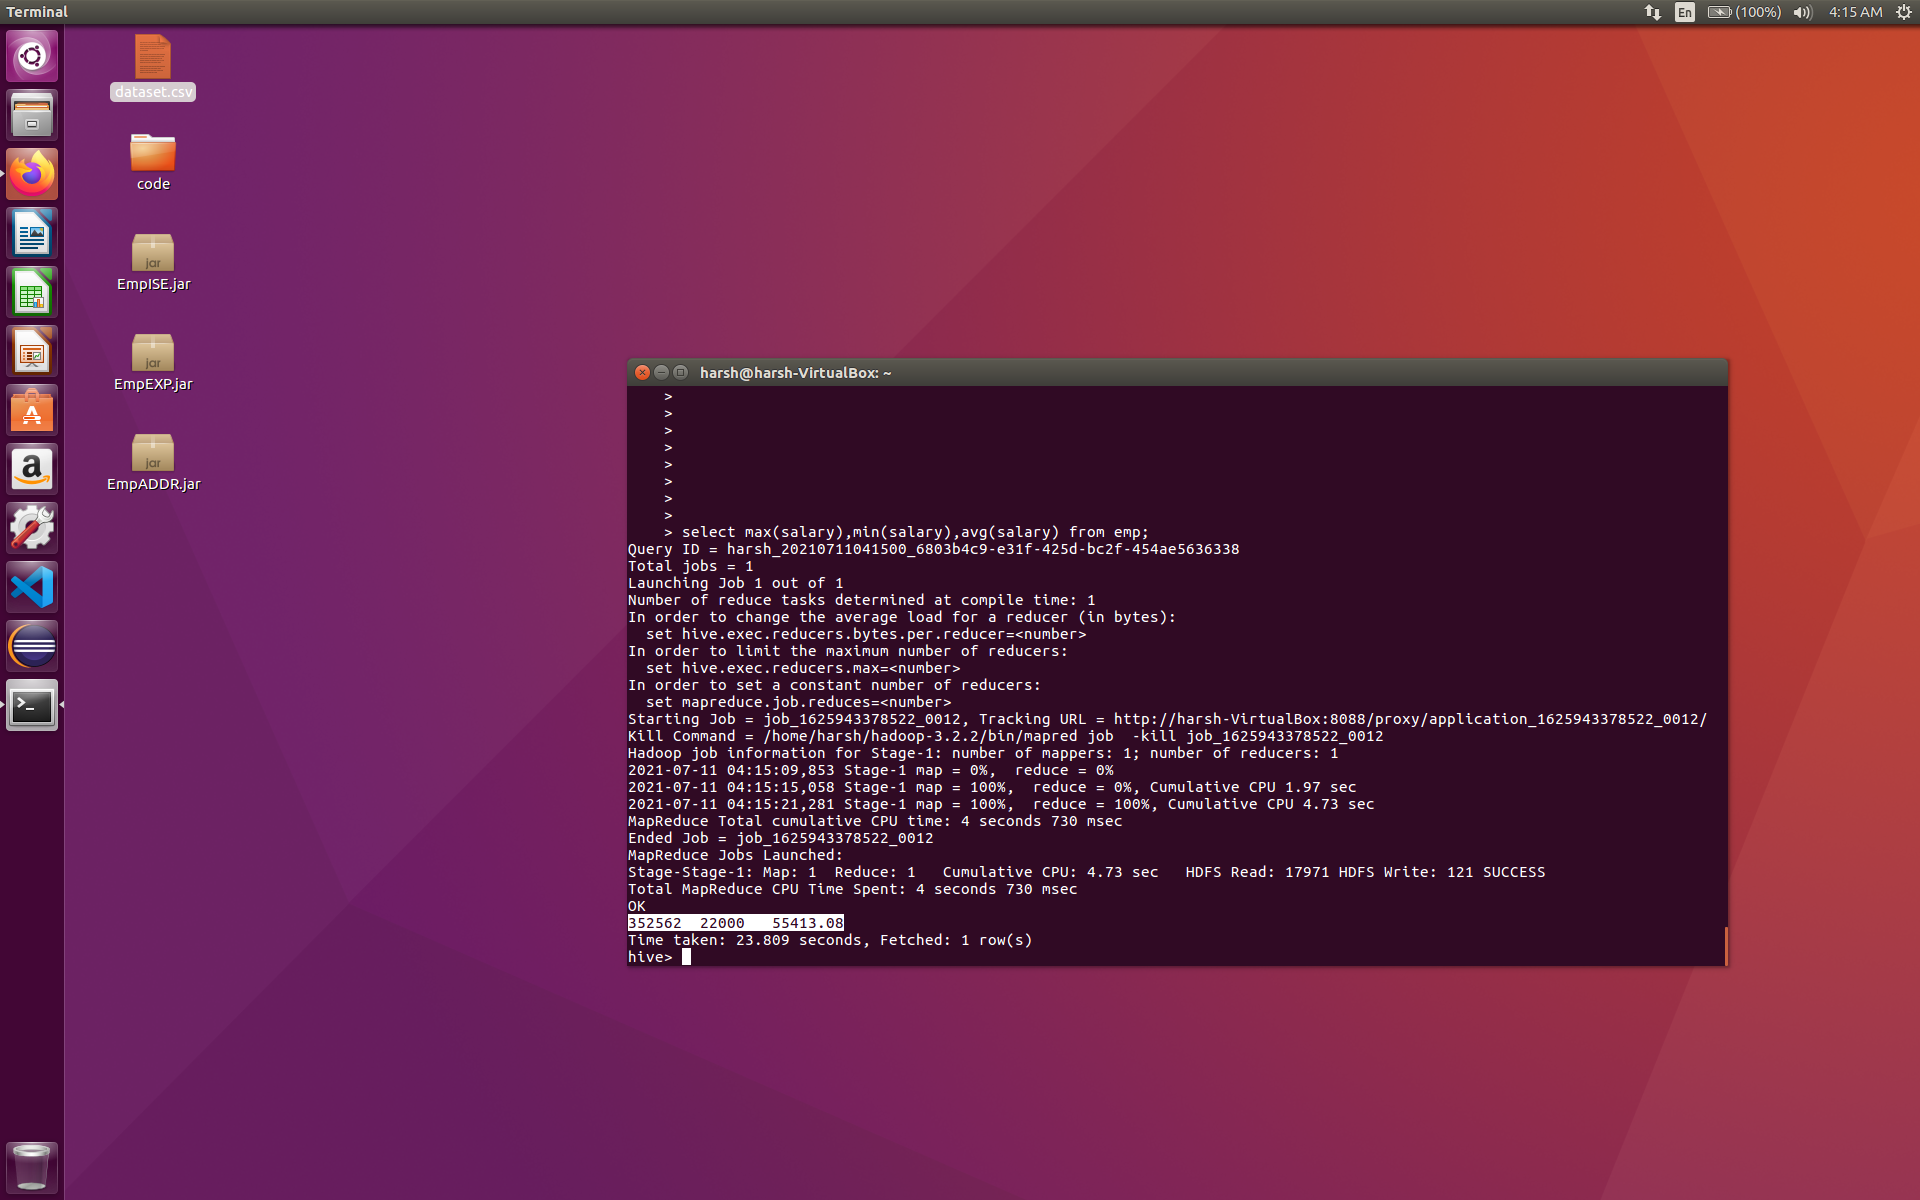 Terminal
En
(100%)
4:15 AM
dataset.csv
code
jar
EmpISE.jar
jar
EmpEXP.jar
jar
EmpADDR.jar
harsh@harsh-VirtualBox: ~
>
>
>
>
>
>
>
>
> select max(salary),min(salary),avg(salary) from emp;
Query ID = harsh_20210711041500_6803b4c9-e31f-425d-bc2f-454ae5636338
Total jobs = 1
Launching Job 1 out of 1
Number of reduce tasks determined at compile time: 1
In order to change the average load for a reducer (in bytes):
  set hive.exec.reducers.bytes.per.reducer=<number>
In order to limit the maximum number of reducers:
  set hive.exec.reducers.max=<number>
In order to set a constant number of reducers:
  set mapreduce.job.reduces=<number>
Starting Job = job_1625943378522_0012, Tracking URL = http://harsh-VirtualBox:8088/proxy/application_1625943378522_0012/
Kill Command = /home/harsh/hadoop-3.2.2/bin/mapred job  -kill job_1625943378522_0012
Hadoop job information for Stage-1: number of mappers: 1; number of reducers: 1
2021-07-11 04:15:09,853 Stage-1 map = 0%,  reduce = 0%
2021-07-11 04:15:15,058 Stage-1 map = 100%,  reduce = 0%, Cumulative CPU 1.97 sec
2021-07-11 04:15:21,281 Stage-1 map = 100%,  reduce = 100%, Cumulative CPU 4.73 sec
MapReduce Total cumulative CPU time: 4 seconds 730 msec
Ended Job = job_1625943378522_0012
MapReduce Jobs Launched:
Stage-Stage-1: Map: 1  Reduce: 1   Cumulative CPU: 4.73 sec   HDFS Read: 17971 HDFS Write: 121 SUCCESS
Total MapReduce CPU Time Spent: 4 seconds 730 msec
OK
352562  22000   55413.08
Time taken: 23.809 seconds, Fetched: 1 row(s)
hive>